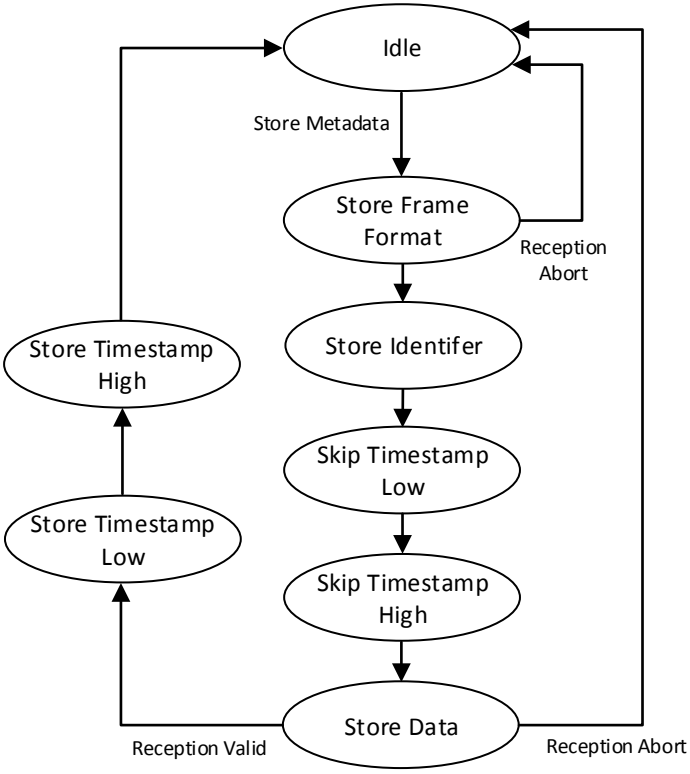 Idle
Store Metadata
Store Frame
Format
Reception
Abort
Store Identifer
Store Timestamp
High
Skip Timestamp
Low
Store Timestamp
Low
Skip Timestamp
High
Store Data
Reception Valid
Reception Abort